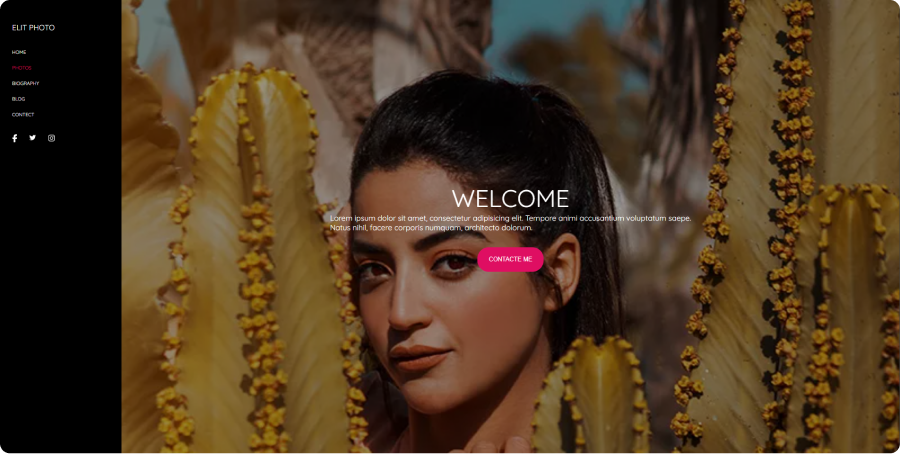 ELIT PHOTO
HOME
PHOTOS
BIOGRAPHY
BLOG
CONTECT
WELCOME
Lorem ipsum dolor sit amet, consectetur adipisicing elit. Tempore animi accusantium voluptatum saepe.
Natus nihil, facere corporis numquam, architecto dolorum.
CONTACTE ME